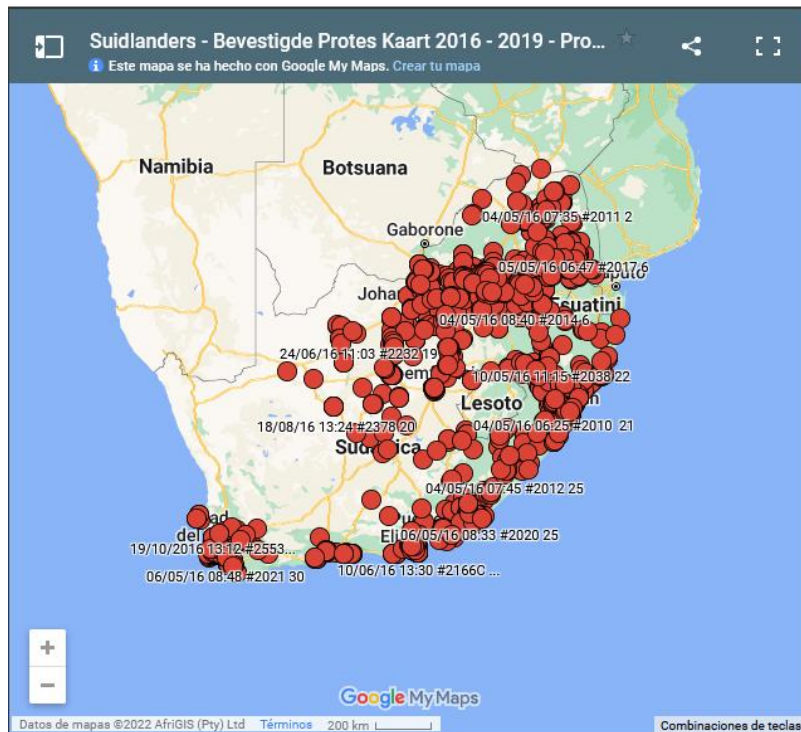 Suidlanders - Bevestigde Protes Kaart 2016 - 2019 - Pro...
Este mapa se ha hecho con Google My Maps. Crear tu mapa
Namibia
Botsuana
Gaborone
04/05/16 07:35 #2011 2
05/05/16 06:47 #2017 6
Joha
04/05/16 08:40 #2014 6
24/06/16 11:03 #2232 19
10/05/16 11:15 #2038 22
Lesoto
18/08/16 13:24 #2378 20
04/05/16 06:25 #2010 21
04/05/16 07:45 #2012 25
06/05/16 08:33 #2020 25
19/10/2016 13:12 #2553...
06/05/16 08:48 #2021 30
10/06/16 13:30 #2166C ...
+
−
Google My Maps
Datos de mapas ©2022 AfriGIS (Pty) Ltd Términos 200 km
Combinaciones de teclas